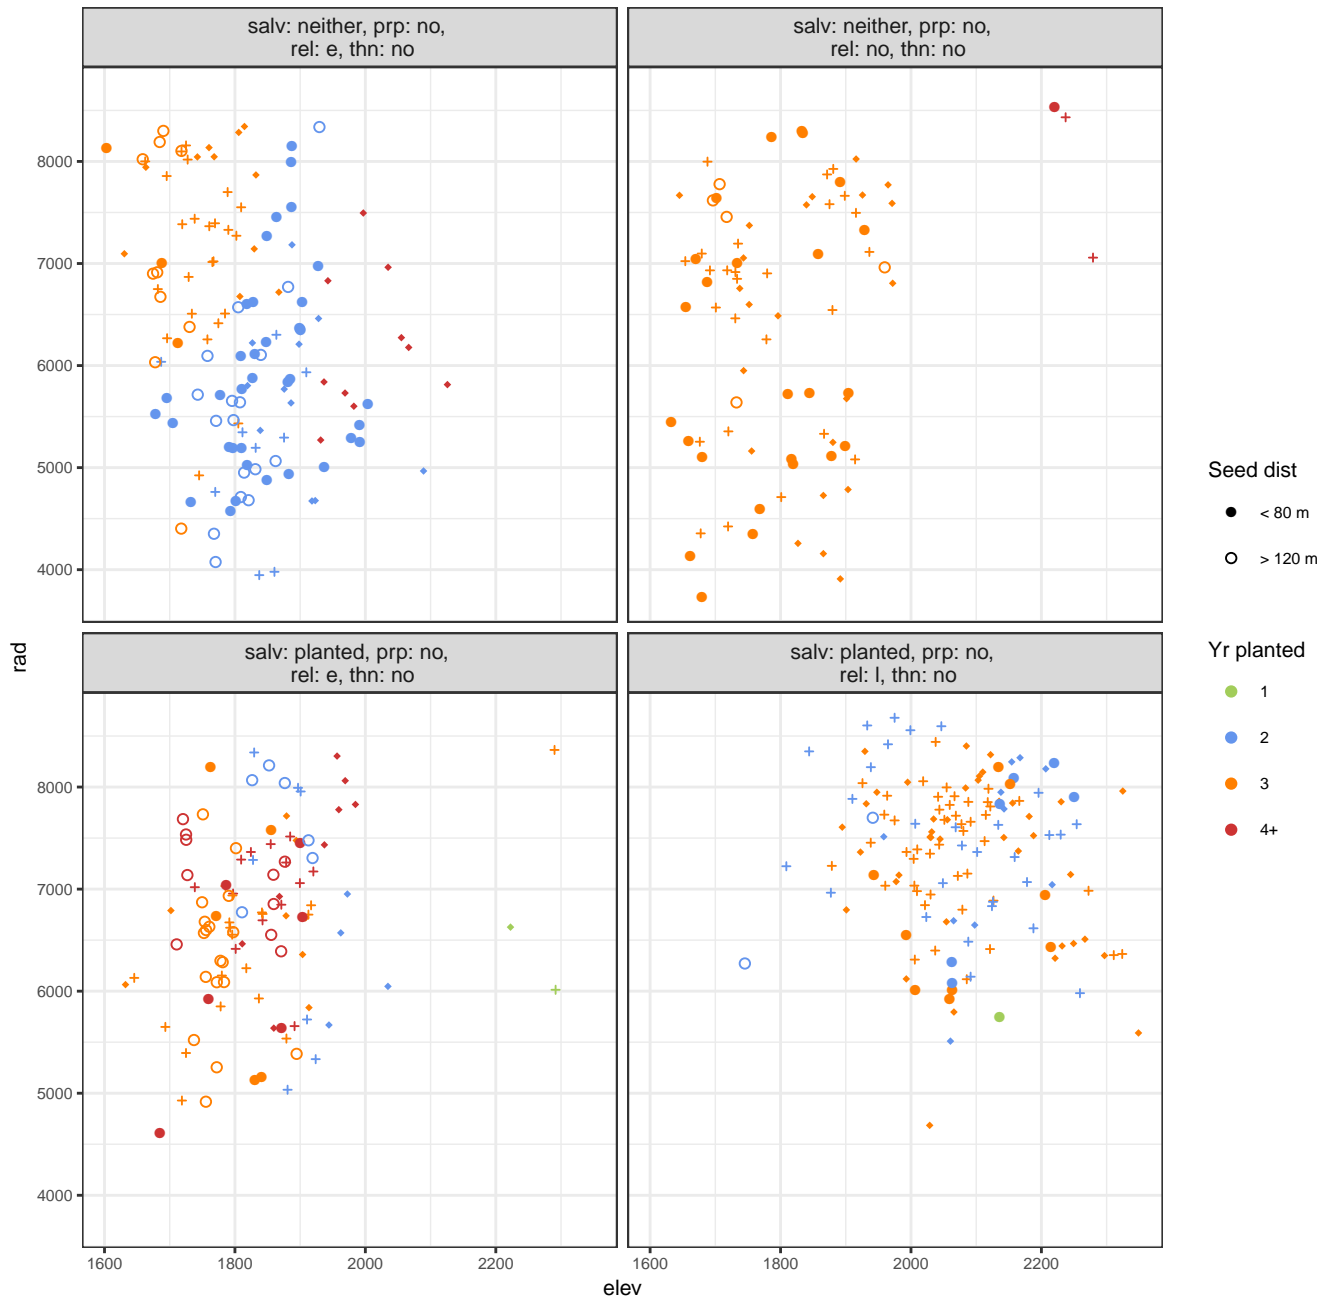 salv: neither, prp: no,
rel: e, thn: no
salv: neither, prp: no,
rel: no, thn: no
8000
7000
6000
5000
4000
rad
salv: planted, prp: no,
rel: e, thn: no
salv: planted, prp: no,
rel: l, thn: no
8000
7000
6000
5000
4000
1600
1800
2000
2200
1600
1800
2000
2200
elev
Seed dist
< 80 m
> 120 m
Yr planted
1
2
3
4+